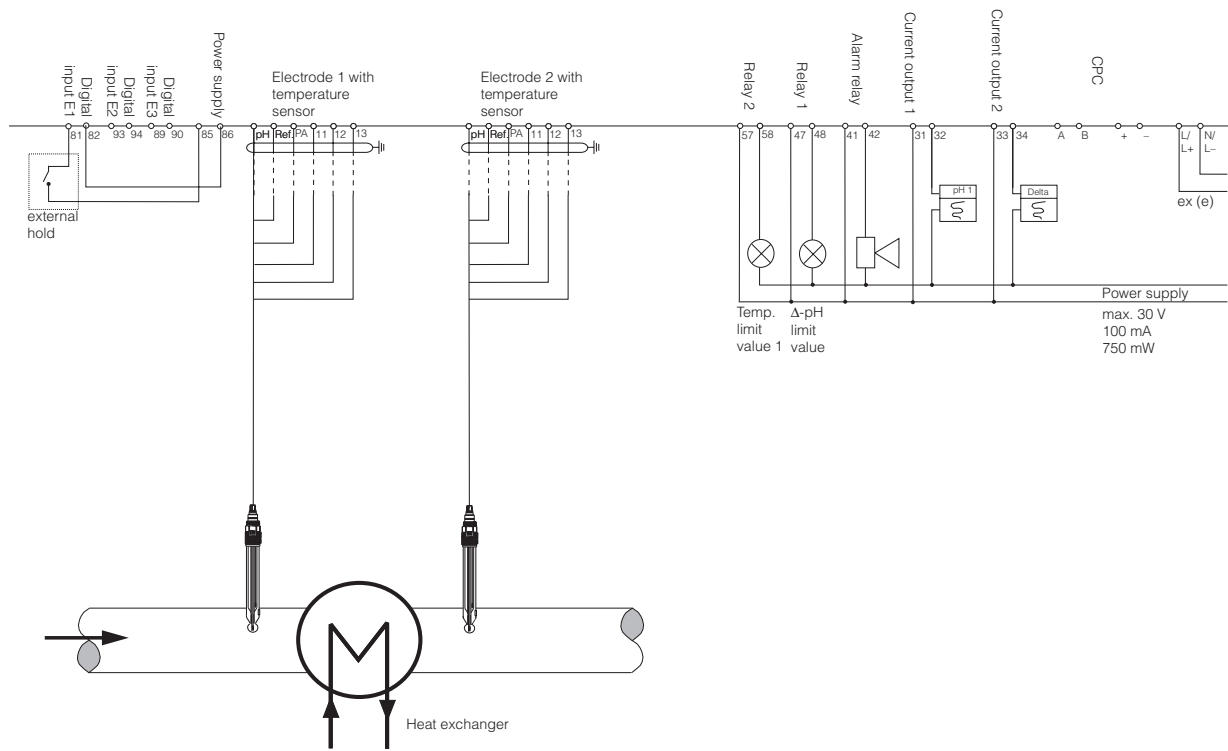 Digital
input E1
Digital
input E2
Digital
input E3
Power supply
Electrode 1 with
temperature
sensor
Electrode 2 with
temperature
sensor
Relay 2
Relay 1
Alarm relay
Current output 1
Current output 2
CPC
81 82 93 94 89 90 85 86
pH Ref. PA 11 12 13
pH Ref. PA 11 12 13
57 58 47 48 41 42 31 32 33 34 A B + –
L/
L+
N/
L–
external
hold
pH 1
Delta
ex (e)
Power supply
max. 30 V
100 mA
750 mW
Temp.
limit
value 1
Δ-pH
limit
value
Heat exchanger